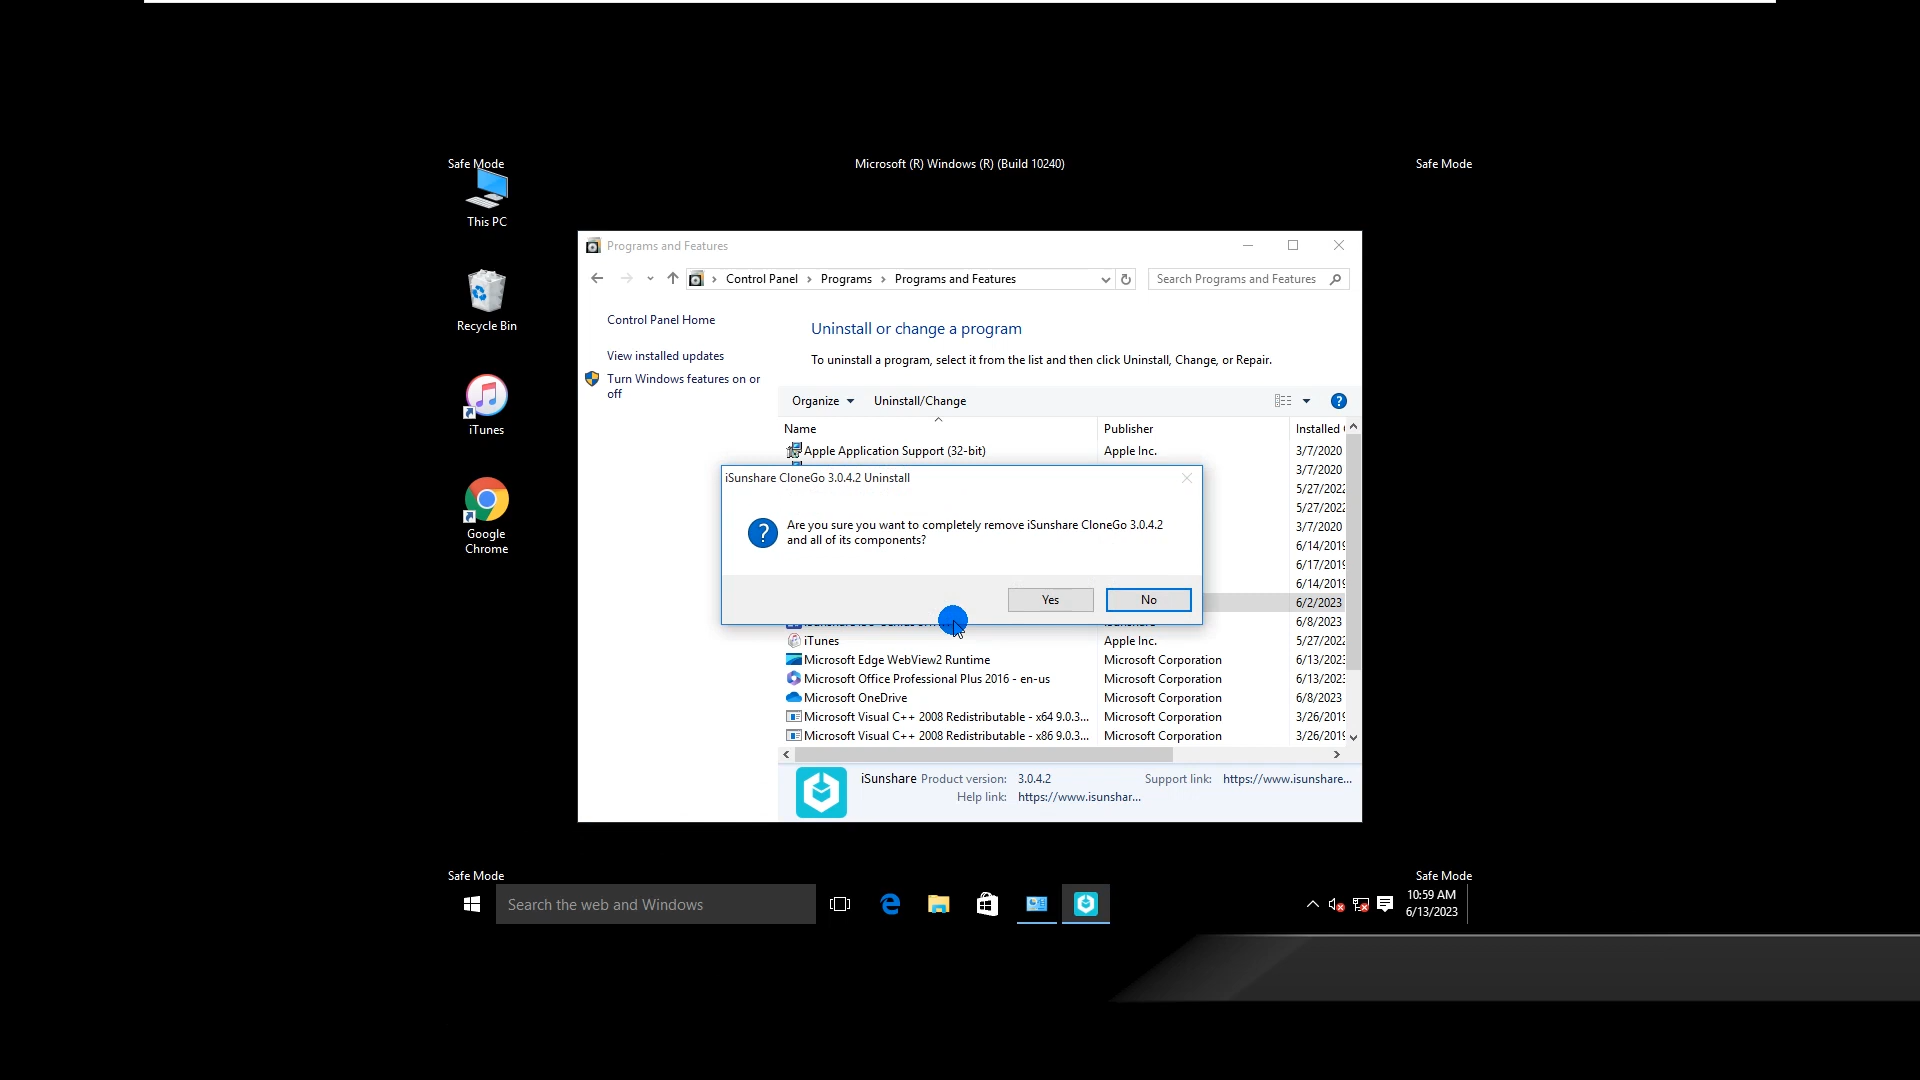 Safe Mode
Microsoft (R) Windows (R) (Build 10240)
Safe Mode
This PC
Recycle Bin
iTunes
Google
Chrome
Programs and Features
Control Panel › Programs › Programs and Features
Search Programs and Features
Control Panel Home
View installed updates
Turn Windows features on or
off
Uninstall or change a program
To uninstall a program, select it from the list and then click Uninstall, Change, or Repair.
Organize
Uninstall/Change
Name Publisher Installed
Apple Application Support (32-bit) Apple Inc. 3/7/2020
3/7/2020
5/27/2022
5/27/2022
3/7/2020
6/14/2019
6/17/2019
6/14/2019
6/2/2023
6/8/2023
iSunshare CloneGo 3.0.4.2 Uninstall
Are you sure you want to completely remove iSunshare CloneGo 3.0.4.2
and all of its components?
Yes
No
iTunes Apple Inc. 5/27/2022
Microsoft Edge WebView2 Runtime Microsoft Corporation 6/13/2023
Microsoft Office Professional Plus 2016 - en-us Microsoft Corporation 6/13/2023
Microsoft OneDrive Microsoft Corporation 6/8/2023
Microsoft Visual C++ 2008 Redistributable - x64 9.0.3... Microsoft Corporation 3/26/2019
Microsoft Visual C++ 2008 Redistributable - x86 9.0.3... Microsoft Corporation 3/26/2019
iSunshare Product version: 3.0.4.2 Support link: https://www.isunshare...
Help link: https://www.isunshar...
Safe Mode
Safe Mode
Search the web and Windows
10:59 AM
6/13/2023